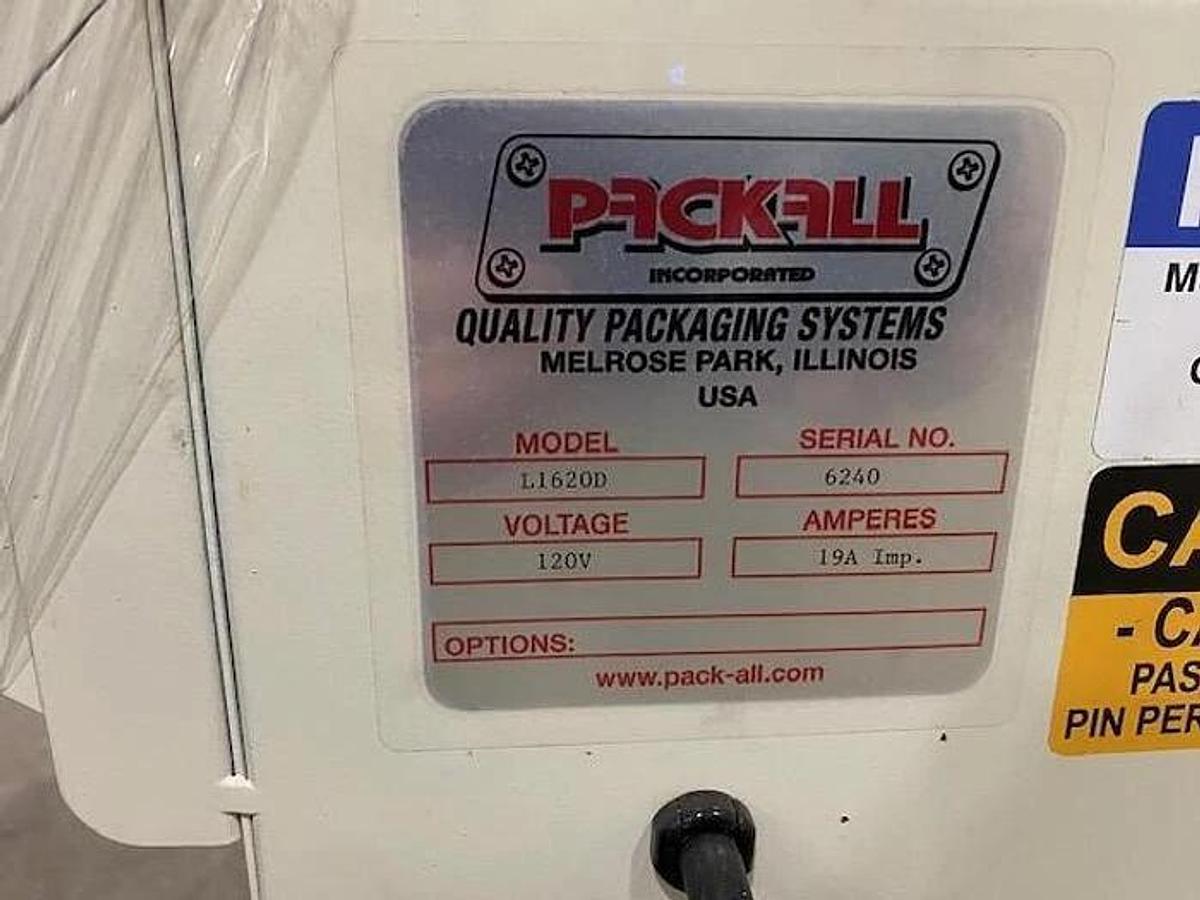 PACKALL
INCORPORATED
QUALITY PACKAGING SYSTEMS
MELROSE PARK, ILLINOIS
USA
MODEL
L1620D
SERIAL NO.
6240
VOLTAGE
120V
AMPERES
19A Imp.
OPTIONS:
www.pack-all.com
- CA
PAS
PIN PER